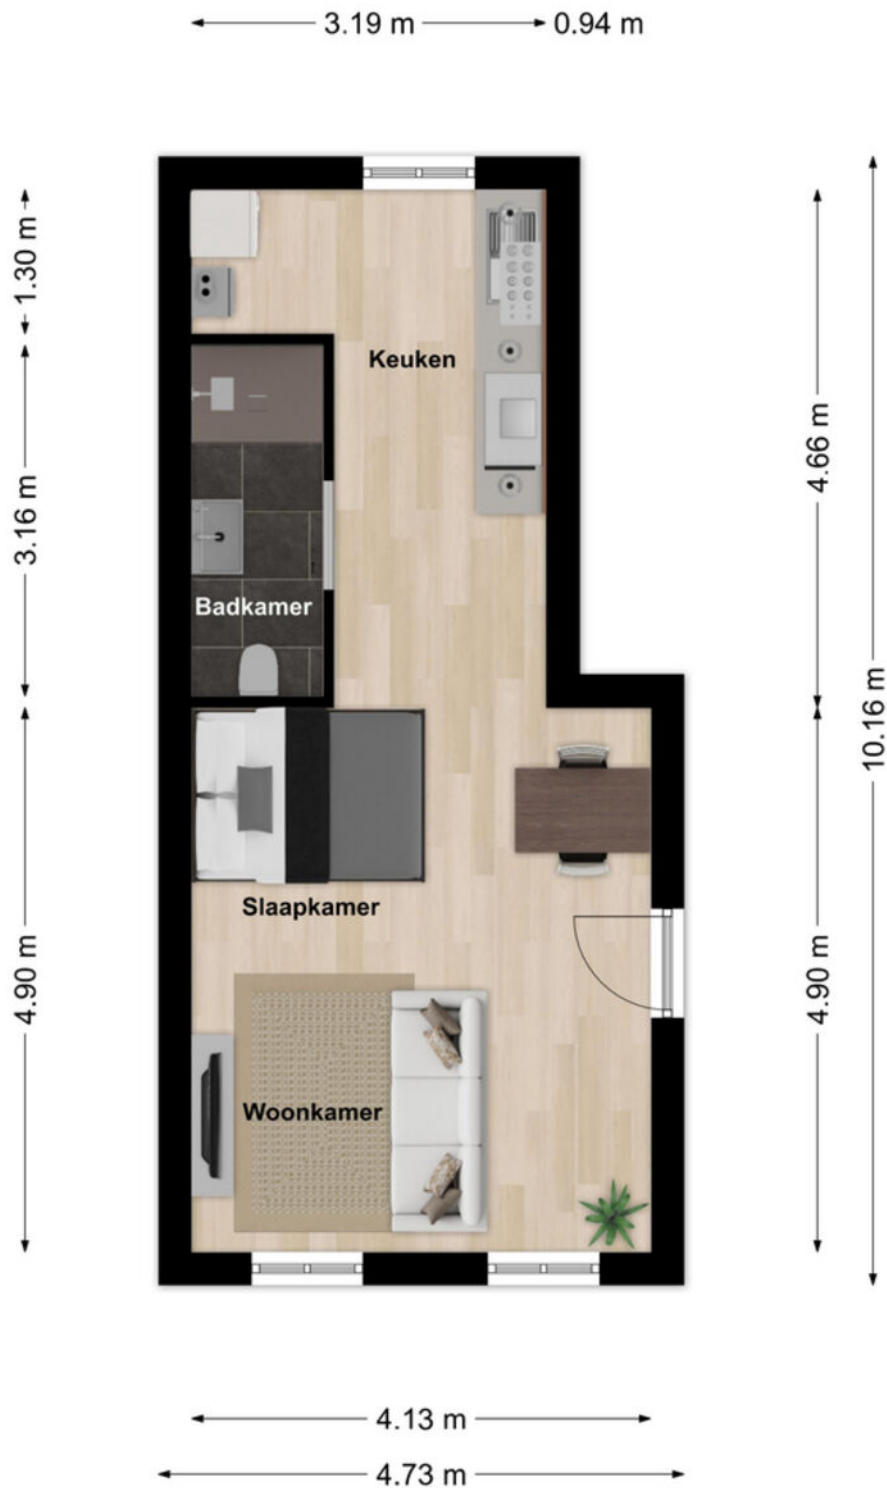 3.19 m
0.94 m
1.30 m
Keuken
4.66 m
3.16 m
Badkamer
10.16 m
Slaapkamer
4.90 m
4.90 m
Woonkamer
4.13 m
4.73 m